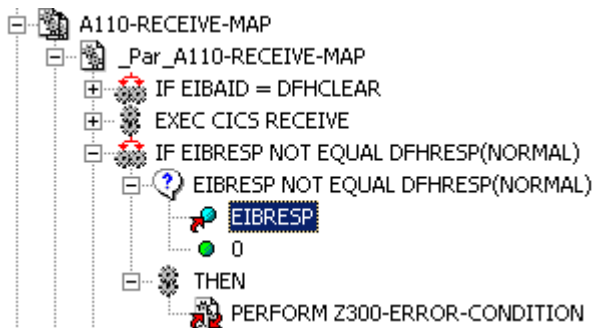 A110-RECEIVE-MAP
_Par_A110-RECEIVE-MAP
IF EIBAID = DFHCLEAR
EXEC CICS RECEIVE
IF EIBRESP NOT EQUAL DFHRESP(NORMAL)
EIBRESP NOT EQUAL DFHRESP(NORMAL)
EIBRESP
0
THEN
PERFORM Z300-ERROR-CONDITION